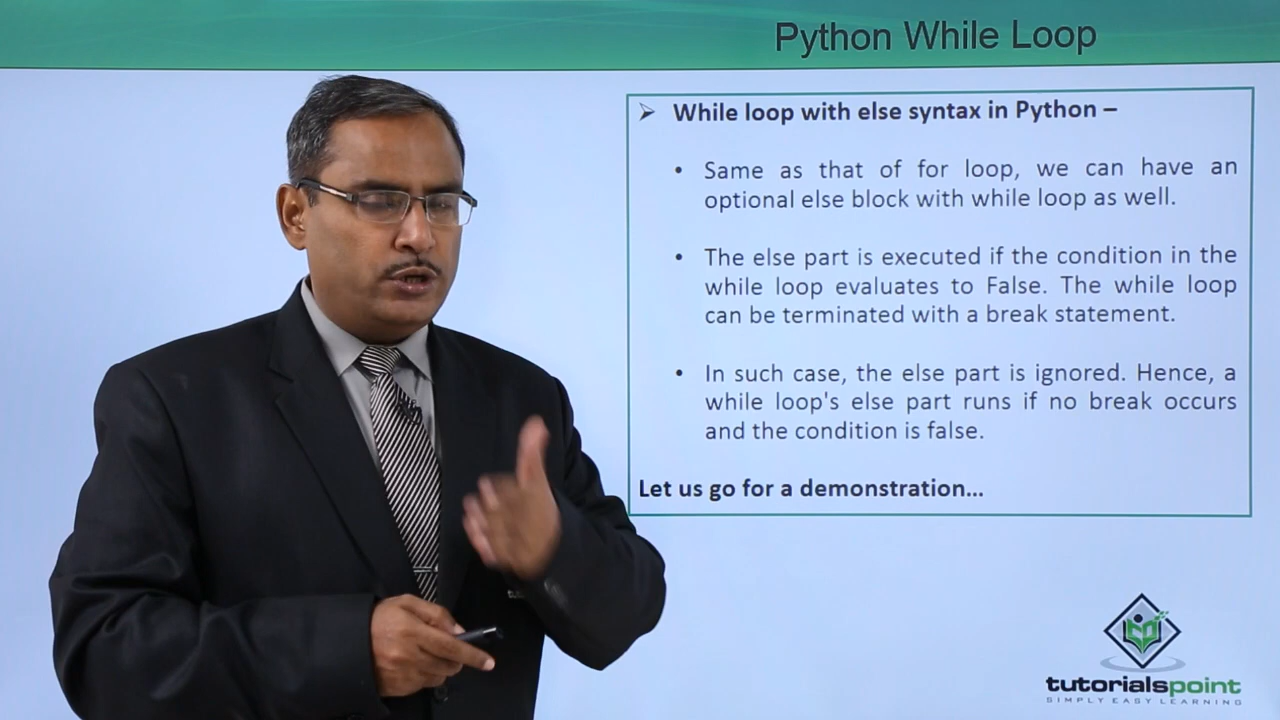 Python While Loop
➢ While loop with else syntax in Python –
• Same as that of for loop, we can have an
optional else block with while loop as well.
• The else part is executed if the condition in the
while loop evaluates to False. The while loop
can be terminated with a break statement.
• In such case, the else part is ignored. Hence, a
while loop's else part runs if no break occurs
and the condition is false.
Let us go for a demonstration...
tutorialspoint
SIMPLY EASY LEARNING